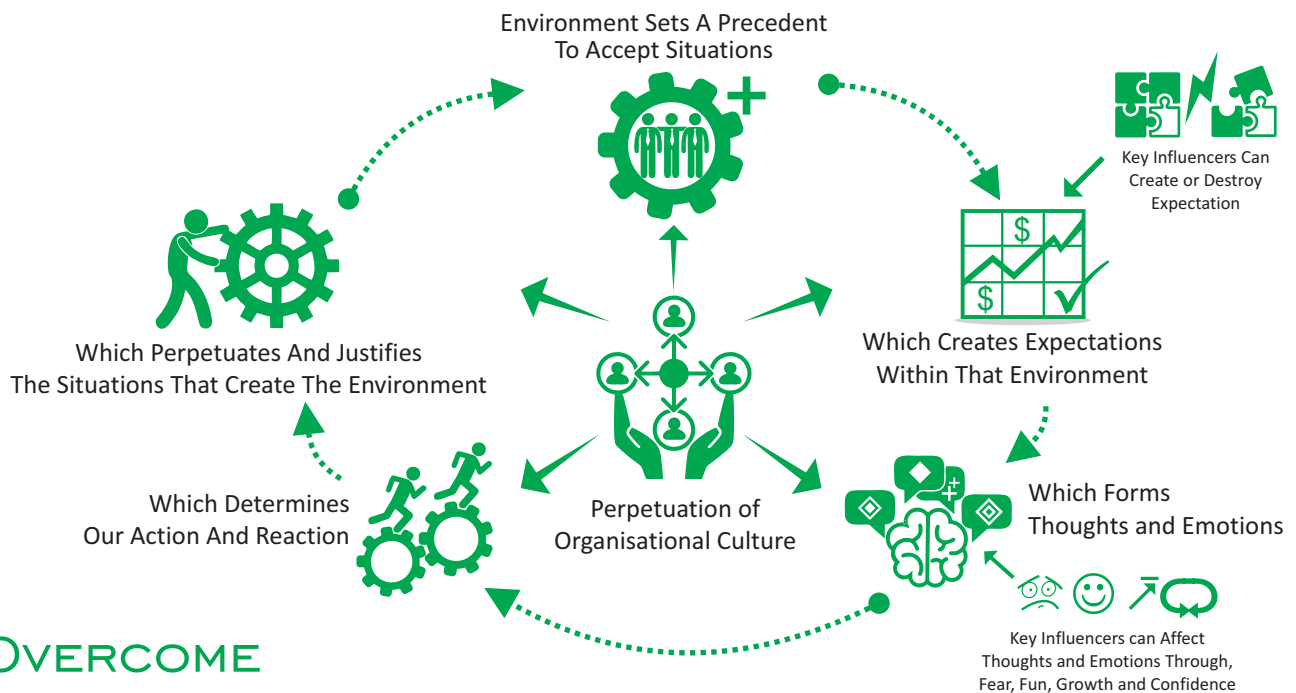 Environment Sets A Precedent
To Accept Situations
Key Influencers Can
Create or Destroy
Expectation
$
$
Which Creates Expectations
Within That Environment
Which Forms
Thoughts and Emotions
Key Influencers can Affect
Thoughts and Emotions Through,
Fear, Fun, Growth and Confidence
Which Determines
Our Action And Reaction
Which Perpetuates And Justifies
The Situations That Create The Environment
Perpetuation of
Organisational Culture
OVERCOME